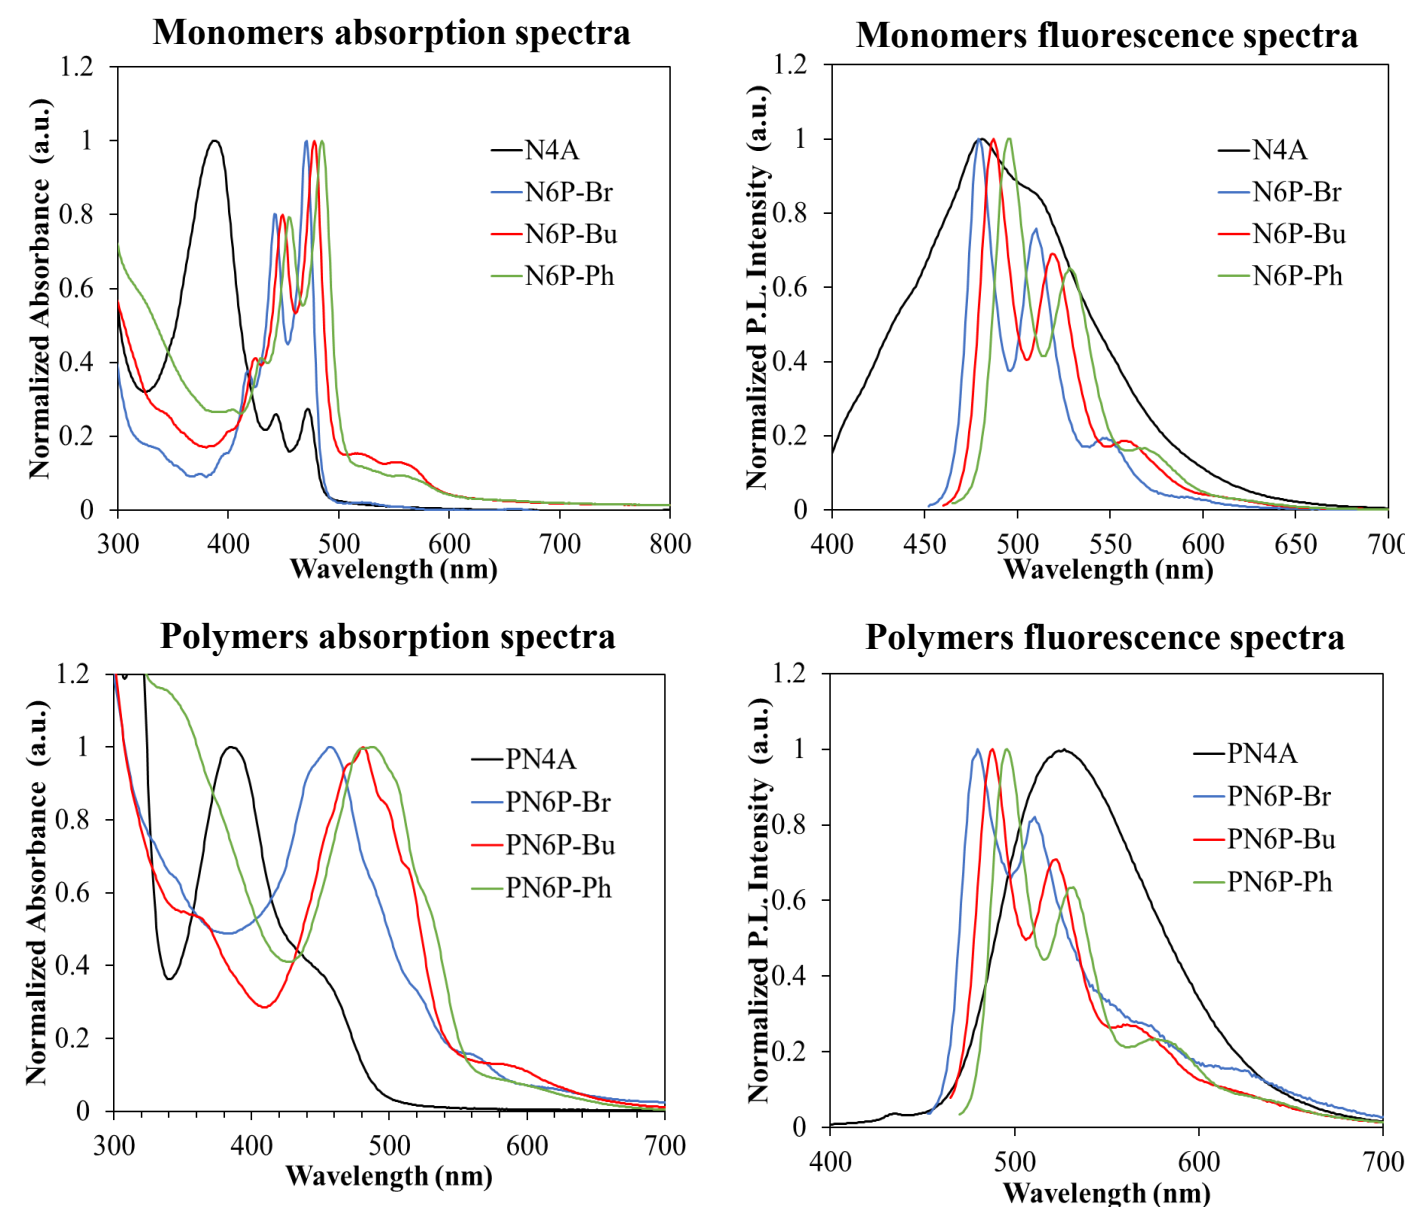 Monomers absorption spectra
Normalized Absorbance (a.u.)
1.2
1
0.8
0.6
0.4
0.2
0
N4A
N6P-Br
N6P-Bu
N6P-Ph
300 400 500 600 700 800
Wavelength (nm)
Monomers fluorescence spectra
Normalized P.L. Intensity (a.u.)
1.2
1
0.8
0.6
0.4
0.2
0
N4A
N6P-Br
N6P-Bu
N6P-Ph
400 450 500 550 600 650 700
Wavelength (nm)
Polymers absorption spectra
Normalized Absorbance (a.u.)
1.2
1
0.8
0.6
0.4
0.2
0
PN4A
PN6P-Br
PN6P-Bu
PN6P-Ph
300 400 500 600 700
Wavelength (nm)
Polymers fluorescence spectra
Normalized P.L. Intensity (a.u.)
1.2
1
0.8
0.6
0.4
0.2
0
PN4A
PN6P-Br
PN6P-Bu
PN6P-Ph
400 500 600 700
Wavelength (nm)